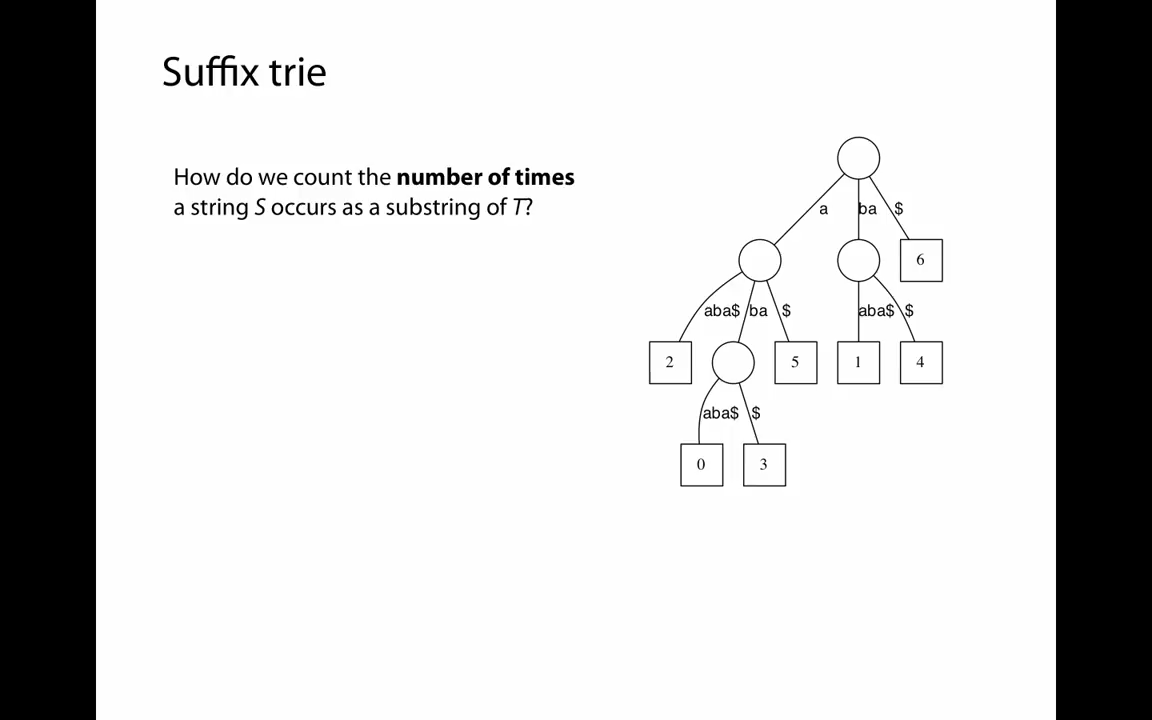 Suffix trie
How do we count the number of times
a string S occurs as a substring of T?
a ba $
6
aba$ ba $ aba$ $
2 5 1 4
aba$ $
0 3